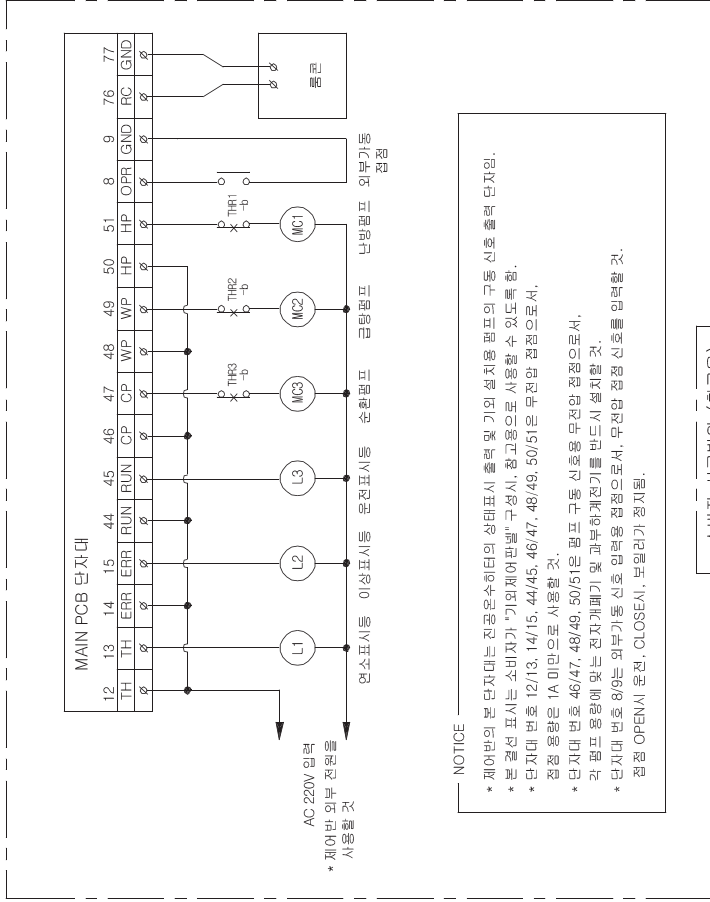 MAIN PCB 단자대
12 13 14 15 44 45 46 47 48 49 50 51 8 9 76 77
TH TH ERR ERR RUN RUN CP CP WP WP HP HP OPR GND RC GND
THR3 -b
THR2 -b
THR1 -b
L1 L2 L3 MC3 MC2 MC1
룸콘
연소표시등 이상표시등 운전표시등 순환펌프 급탕펌프 난방펌프 외부가동
접점
AC 220V 입력
* 제어반 외부 전원을
사용할 것
NOTICE
* 제어반의 본 단자대는 진공온수히터의 상태표시 출력 및 기외 설치용 펌프의 구동 신호 출력 단자임.
* 본 결선 표시는 소비자가 "기외제어판넬" 구성시, 참고용으로 사용할 수 있도록 함.
* 단자대 번호 12/13, 14/15, 44/45, 46/47, 48/49, 50/51은 무전압 접점으로서,
접점 용량은 1A 미만으로 사용할 것.
* 단자대 번호 46/47, 48/49, 50/51은 펌프 구동 신호용 무전압 접점으로서,
각 펌프 용량에 맞는 전자개폐기 및 과부하계전기를 반드시 설치할 것.
* 단자대 번호 8/9는 외부가동 신호 입력용 접점으로서, 무전압 접점 신호를 입력할 것.
접점 OPEN시 운전, CLOSE시, 보일러가 정지됨.